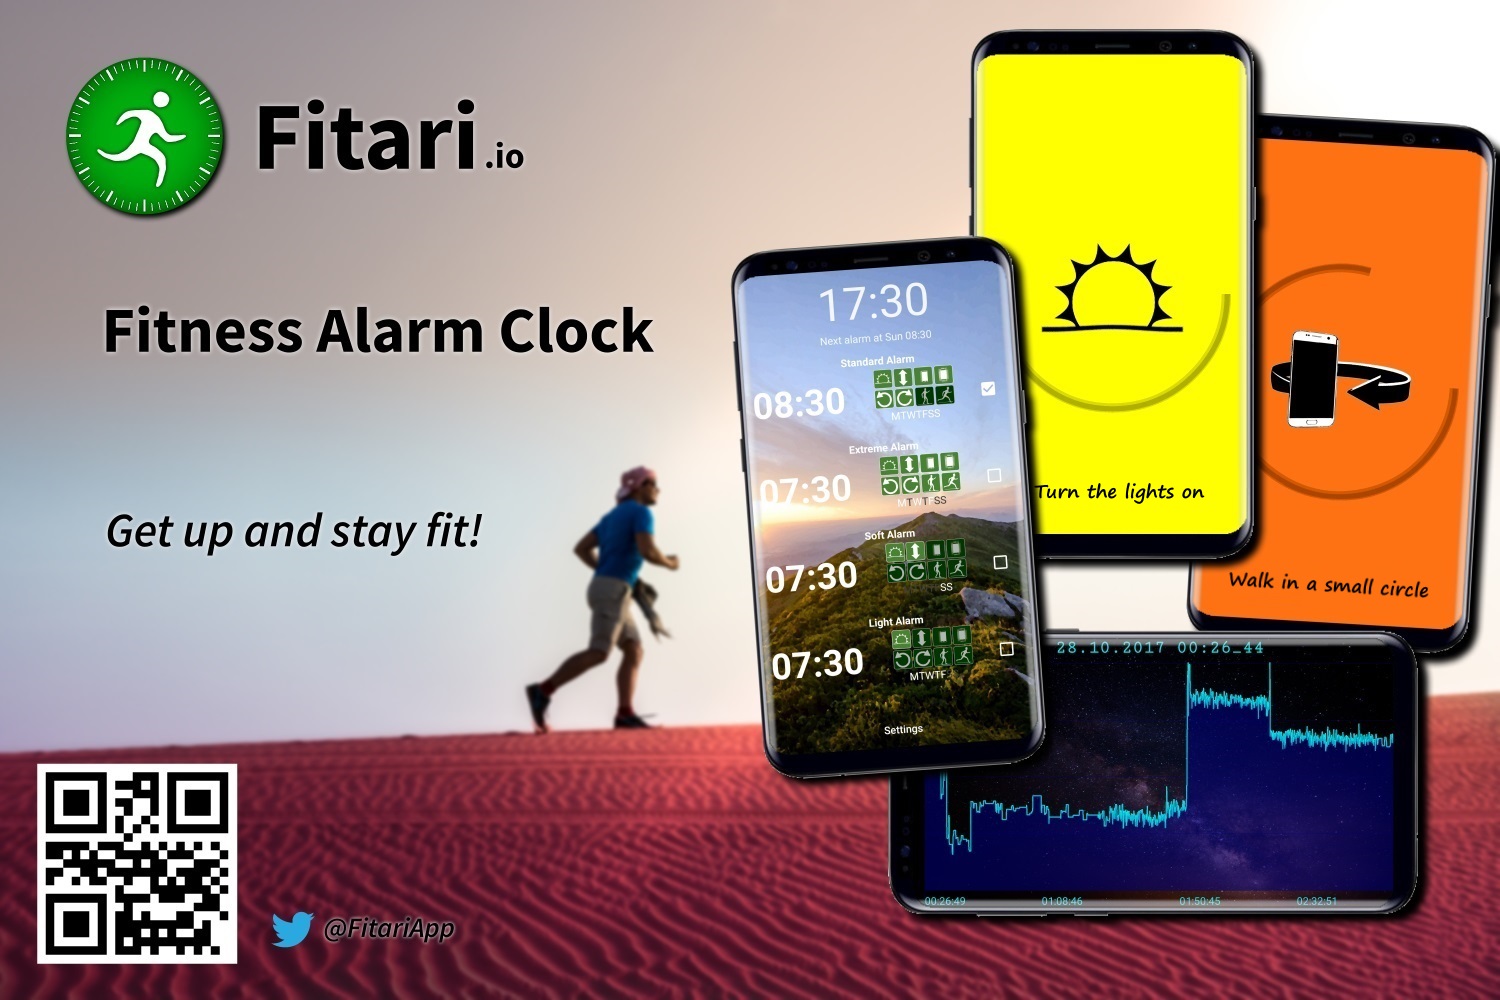 Fitari.io
Fitness Alarm Clock
Get up and stay fit!
@FitariApp
17:30
Next alarm at Sun 08:30
Standard Alarm
08:30
MTWTFSS
Extreme Alarm
07:30
MTWTFSS
Soft Alarm
07:30
SS
Light Alarm
07:30
MTWTF
Settings
Turn the lights on
Walk in a small circle
28.10.2017 00:26_44
00:26:49 01:08:46 01:50:45 02:32:51